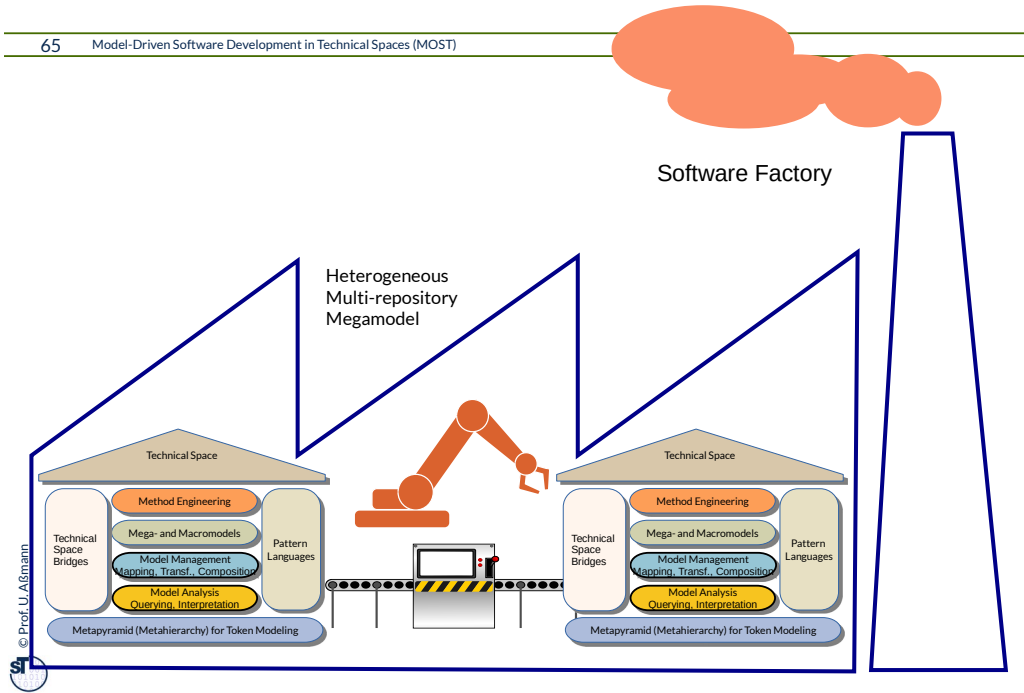 65
Model-Driven Software Development in Technical Spaces (MOST)
Software Factory
Heterogeneous
Multi-repository
Megamodel
Technical Space
Technical
Space
Bridges
Method Engineering
Mega- and Macromodels
Model Management
Mapping, Transf., Composition
Model Analysis
Querying, Interpretation
Pattern
Languages
Metapyramid (Metahierarchy) for Token Modeling
Technical Space
Technical
Space
Bridges
Method Engineering
Mega- and Macromodels
Model Management
Mapping, Transf., Composition
Model Analysis
Querying, Interpretation
Pattern
Languages
Metapyramid (Metahierarchy) for Token Modeling
© Prof. U. Aßmann
ST